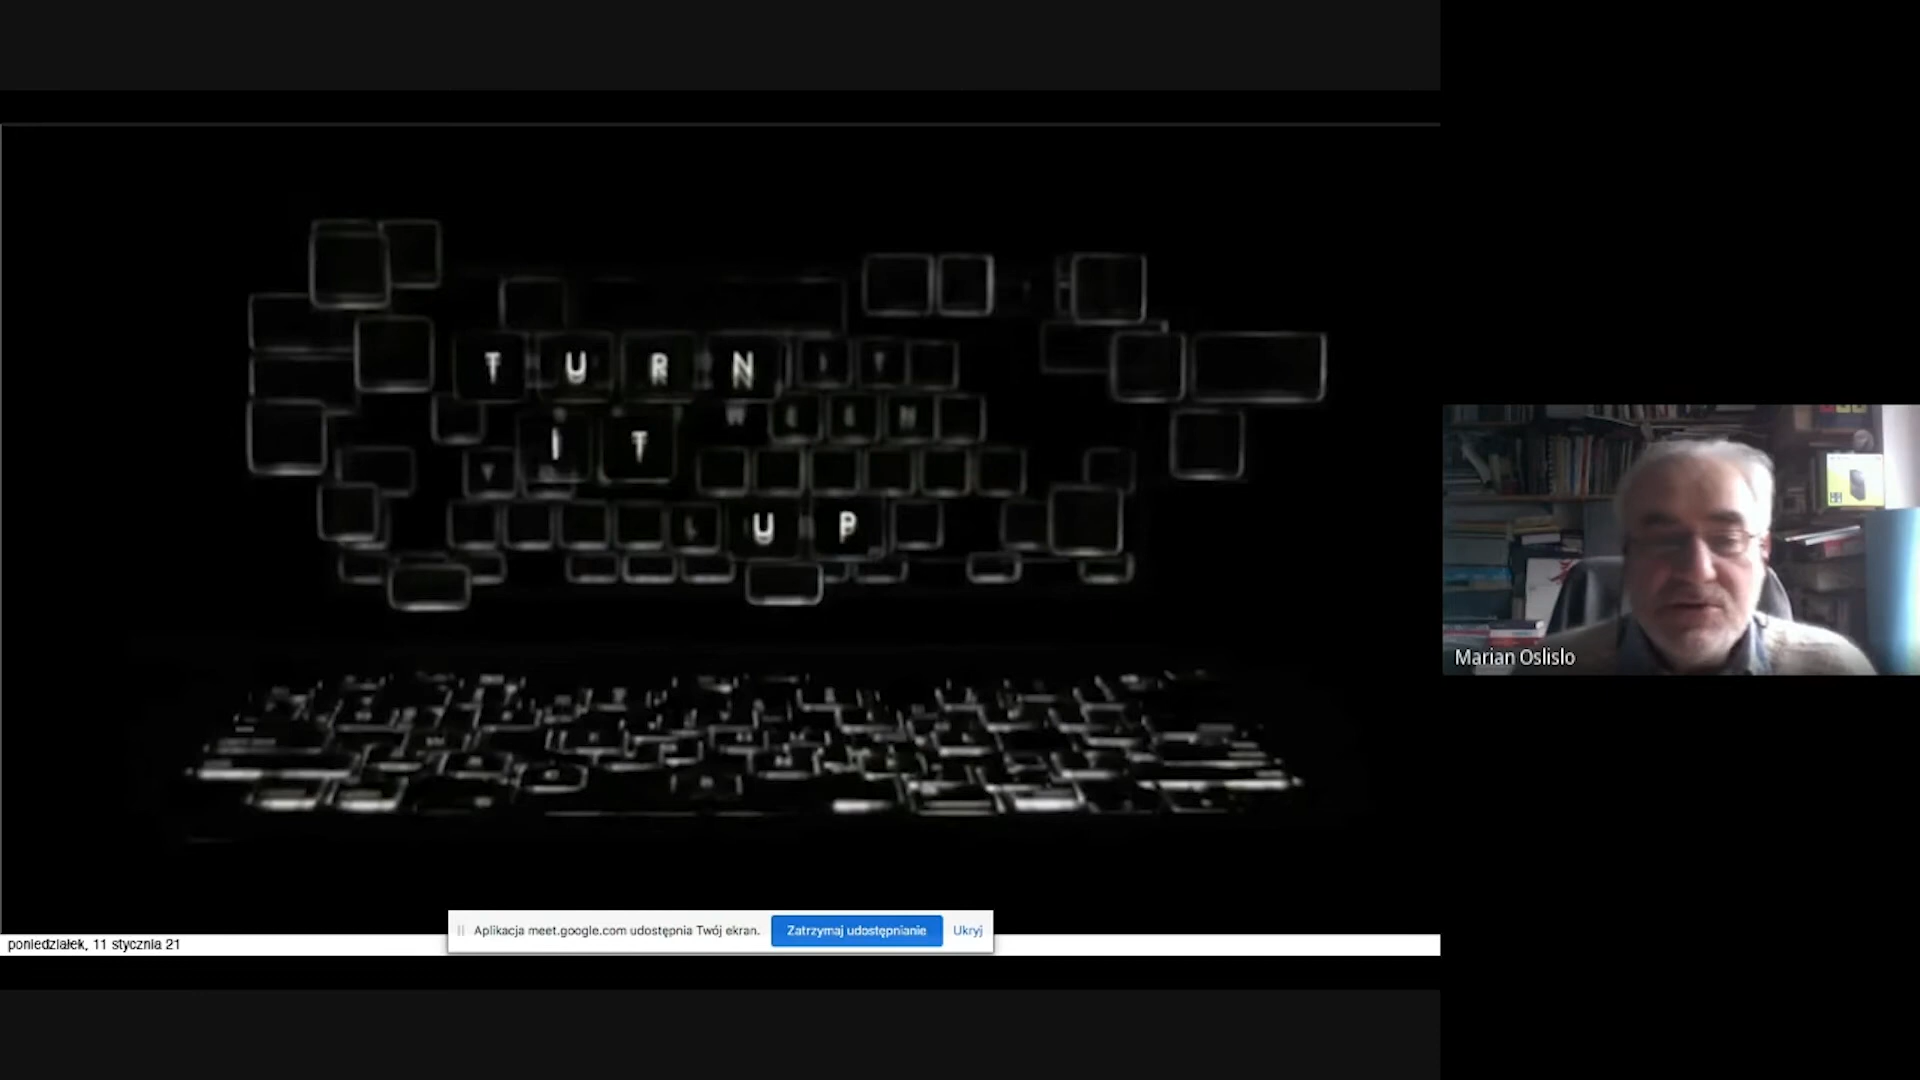 TURN
IT
UP
Marian Oslislo
Aplikacja meet.google.com udostępnia Twój ekran.
Zatrzymaj udostępnianie
Ukryj
poniedziałek, 11 stycznia 21